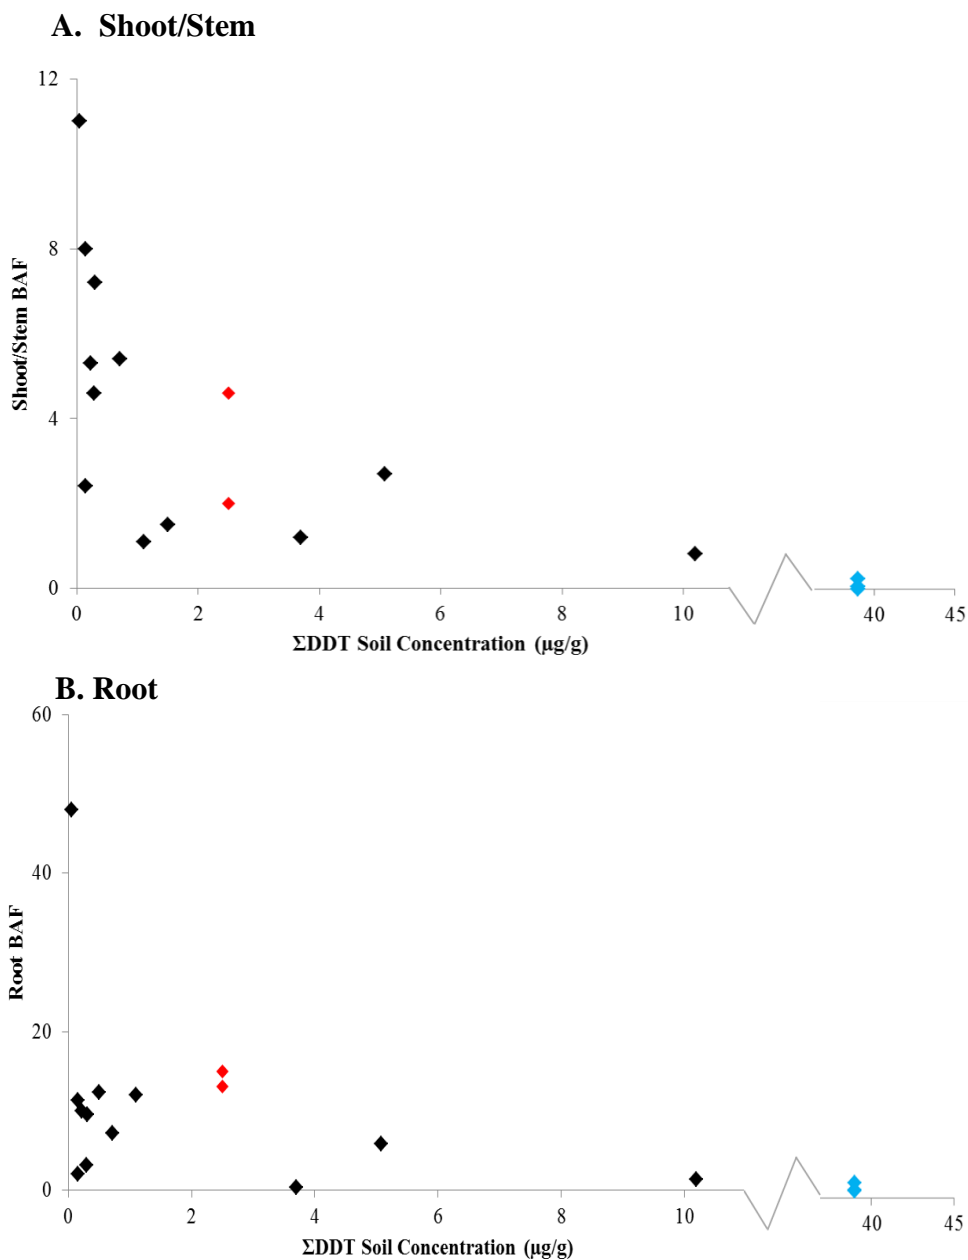 A. Shoot/Stem
12
8
4
0
Shoot/Stem BAF
0 2 4 6 8 10 40 45
ΣDDT Soil Concentration (µg/g)
B. Root
60
40
20
0
Root BAF
0 2 4 6 8 10 40 45
ΣDDT Soil Concentration (µg/g)